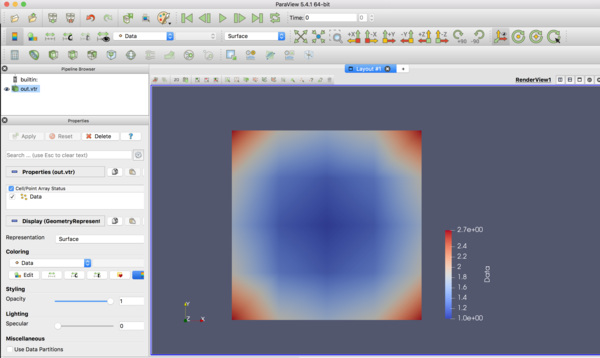 ParaView 5.4.1 64-bit
Time: 0
0
Data
Surface
+X
-X
+Y
-Y
+Z
-Z
+90
-90
Pipeline Browser
Layout #1
+
builtin:
out.vtr
RenderView1
Properties
Apply
Reset
Delete
?
Search ... (use Esc to clear text)
Properties (out.vtr)
Cell/Point Array Status
Data
Display (GeometryRepresent
Representation
Surface
Coloring
Data
Edit
Styling
Opacity
1
Lighting
Specular
0
Miscellaneous
Use Data Partitions
2.7e+00
2.4
2.2
2
1.8
1.6
1.4
1.2
1.0e+00
Data
Y
Z
X